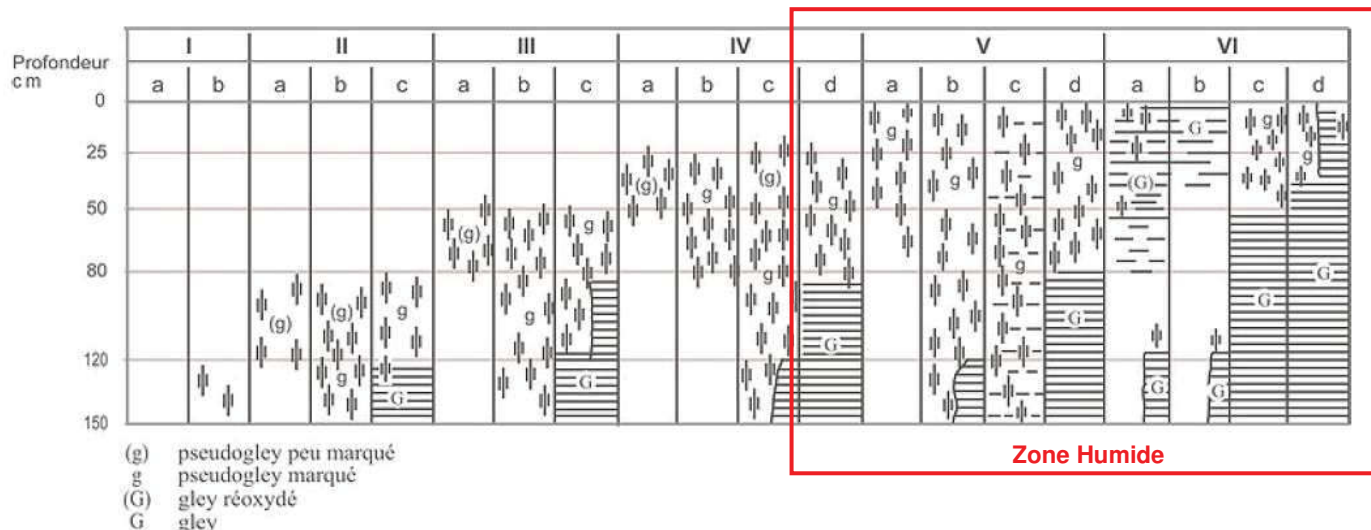 I II III IV V VI
Profondeur
cm
a b a b c a b c a b c d a b c d a b c d
0
25
50
80
120
150
(g) (g) g g G (g) g g G (g) g (g) g g G g g g g G (G) G G G g G g G
Zone Humide
(g) pseudogley peu marqué
g pseudogley marqué
(G) gley réoxydé
G gley